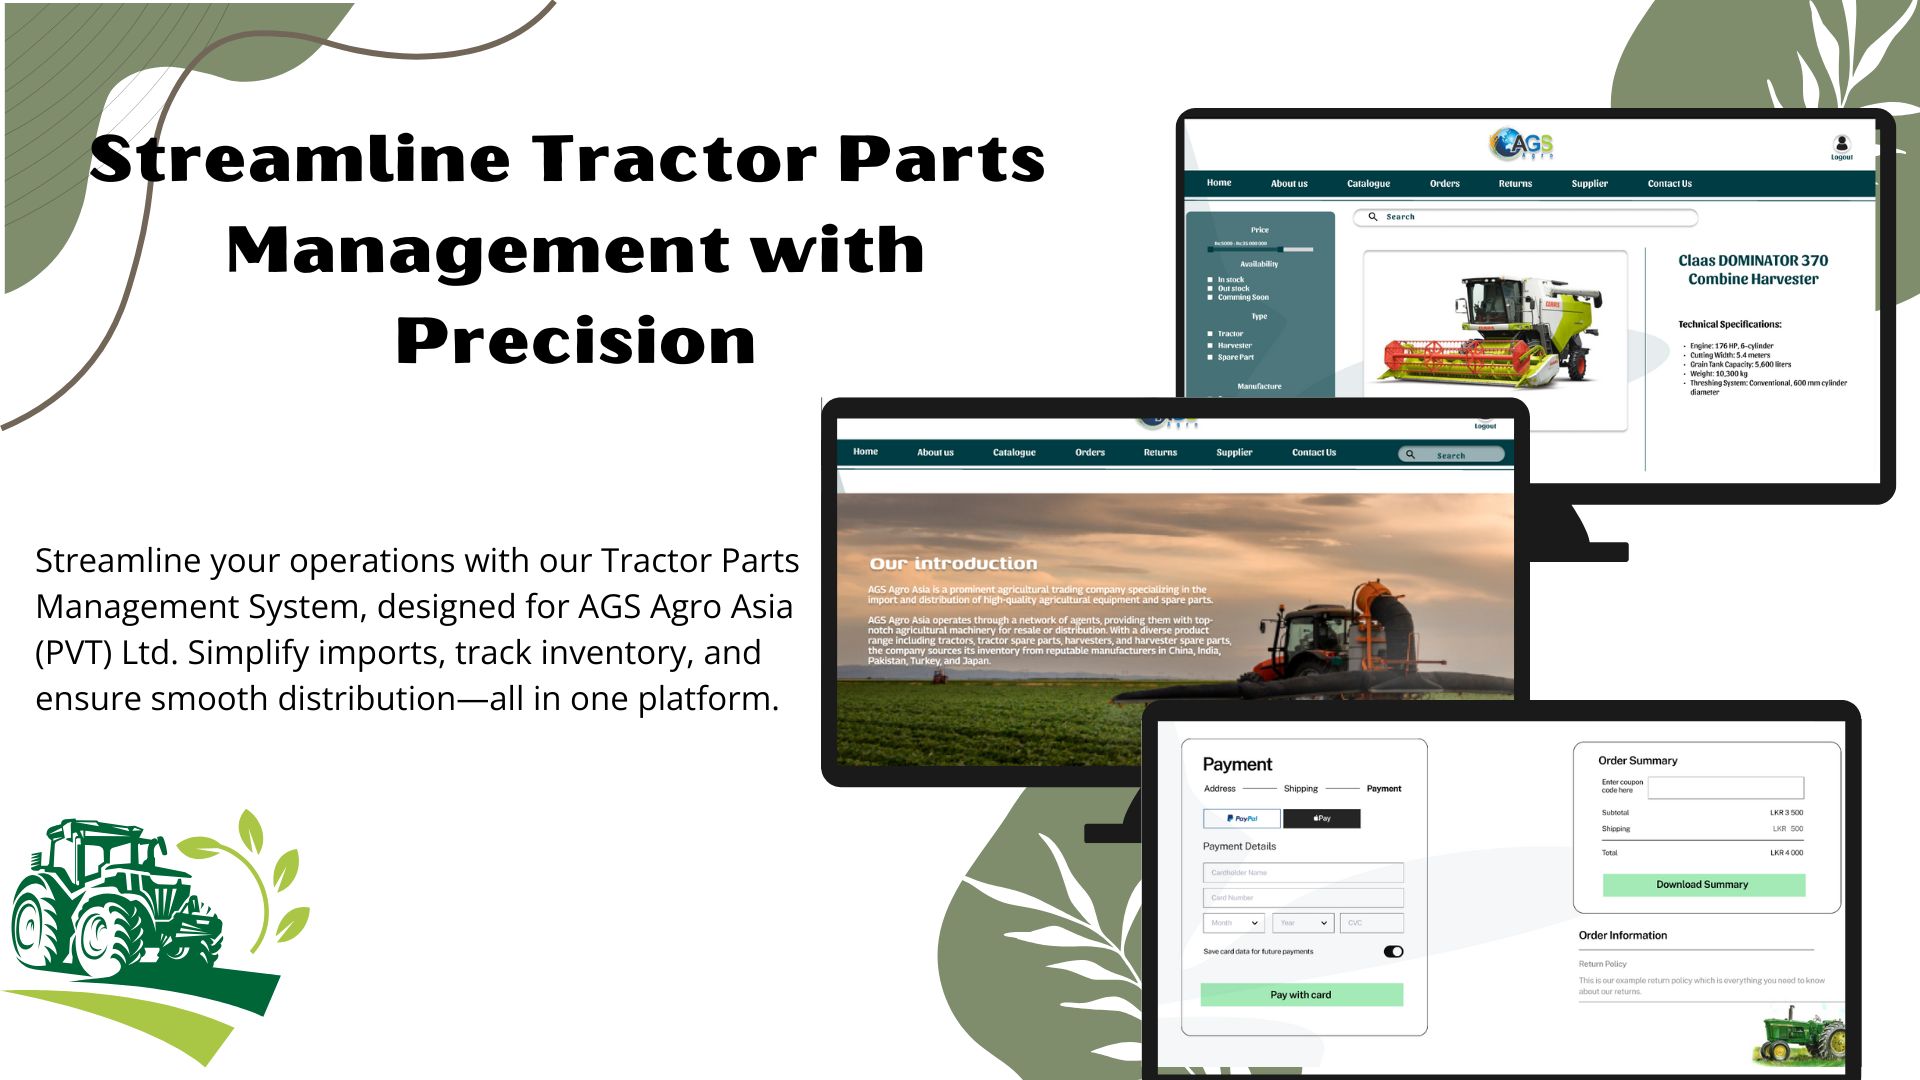 Streamline Tractor Parts
Management with
Precision
Streamline your operations with our Tractor Parts
Management System, designed for AGS Agro Asia
(PVT) Ltd. Simplify imports, track inventory, and
ensure smooth distribution—all in one platform.
AGS
Agro
Logout
Home About us Catalogue Orders Returns Supplier Contact Us
Search
Price
Rs:5000 - Rs:35 000 000
Availability
In stock
Out stock
Comming Soon
Type
Tractor
Harvester
Spare Part
Manufacture
CLAAS
Claas DOMINATOR 370
Combine Harvester
Technical Specifications:
• Engine: 176 HP, 6-cylinder
• Cutting Width: 5.4 meters
• Grain Tank Capacity: 5,600 liters
• Weight: 10,300 kg
• Threshing System: Conventional, 600 mm cylinder
diameter
Agro
Logout
Home About us Catalogue Orders Returns Supplier Contact Us Search
Our introduction
AGS Agro Asia is a prominent agricultural trading company specializing in the
import and distribution of high-quality agricultural equipment and spare parts.
AGS Agro Asia operates through a network of agents, providing them with top-
notch agricultural machinery for resale or distribution. With a diverse product
range including tractors, tractor spare parts, harvesters, and harvester spare parts,
the company sources its inventory from reputable manufacturers in China, India,
Pakistan, Turkey, and Japan.
Payment
Address Shipping Payment
PayPal Pay
Payment Details
Cardholder Name
Card Number
Month Year CVC
Save card data for future payments
Pay with card
Order Summary
Enter coupon
code here
Subtotal LKR 3 500
Shipping LKR 500
Total LKR 4 000
Download Summary
Order Information
Return Policy
This is our example return policy which is everything you need to know
about our returns.